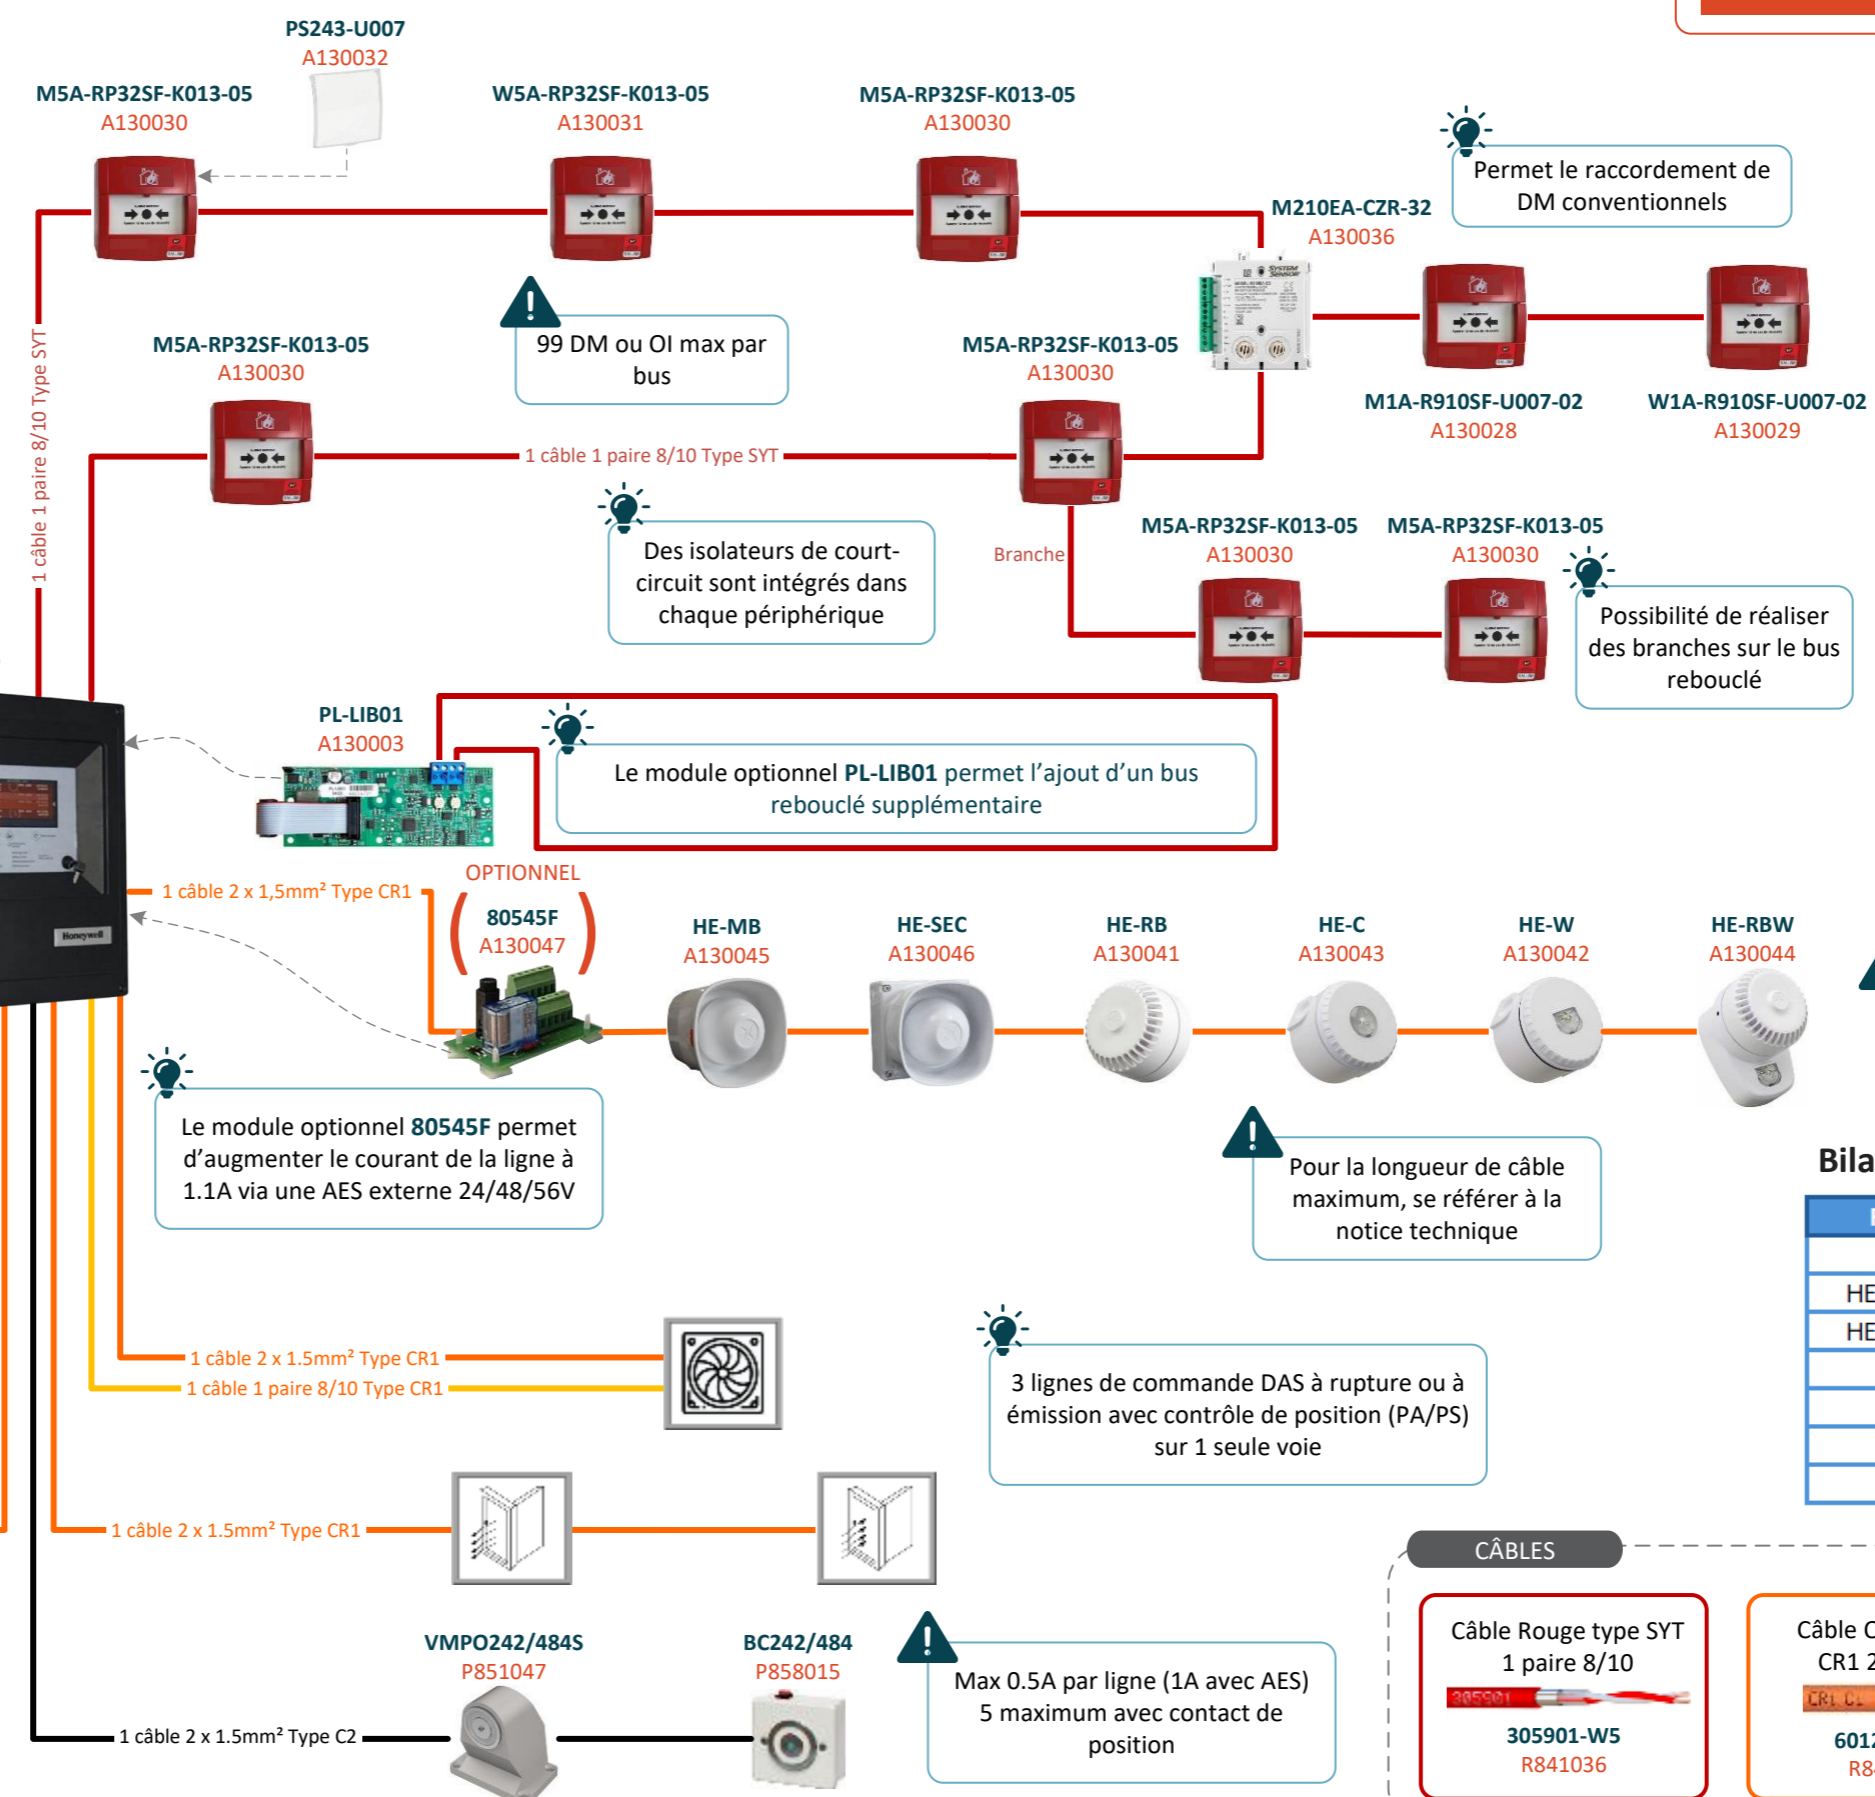 PS243-U007
A130032
M5A-RP32SF-K013-05
A130030
W5A-RP32SF-K013-05
A130031
M5A-RP32SF-K013-05
A130030
Permet le raccordement de
DM conventionnels
M210EA-CZR-32
A130036
SYSTEM
SENSOR
1 câble 1 paire 8/10 Type SYT
99 DM ou OI max par
bus
M5A-RP32SF-K013-05
A130030
M5A-RP32SF-K013-05
A130030
M1A-R910SF-U007-02
A130028
W1A-R910SF-U007-02
A130029
1 câble 1 paire 8/10 Type SYT
Des isolateurs de court-
circuit sont intégrés dans
chaque périphérique
Branche
M5A-RP32SF-K013-05
A130030
M5A-RP32SF-K013-05
A130030
Possibilité de réaliser
des branches sur le bus
rebouclé
PL-LIB01
A130003
Le module optionnel PL-LIB01 permet l’ajout d’un bus
rebouclé supplémentaire
Honeywell
1 câble 2 x 1,5mm² Type CR1
OPTIONNEL
80545F
A130047
HE-MB
A130045
HE-SEC
A130046
HE-RB
A130041
HE-C
A130043
HE-W
A130042
HE-RBW
A130044
Le module optionnel 80545F permet
d’augmenter le courant de la ligne à
1.1A via une AES externe 24/48/56V
Pour la longueur de câble
maximum, se référer à la
notice technique
Bila
HE
HE
1 câble 2 x 1.5mm² Type CR1
1 câble 1 paire 8/10 Type CR1
3 lignes de commande DAS à rupture ou à
émission avec contrôle de position (PA/PS)
sur 1 seule voie
1 câble 2 x 1.5mm² Type CR1
VMPO242/484S
P851047
BC242/484
P858015
Max 0.5A par ligne (1A avec AES)
5 maximum avec contact de
position
1 câble 2 x 1.5mm² Type C2
CÂBLES
Câble Rouge type SYT
1 paire 8/10
305901
305901-W5
R841036
Câble C
CR1 2
CR1 C1
6012
R84